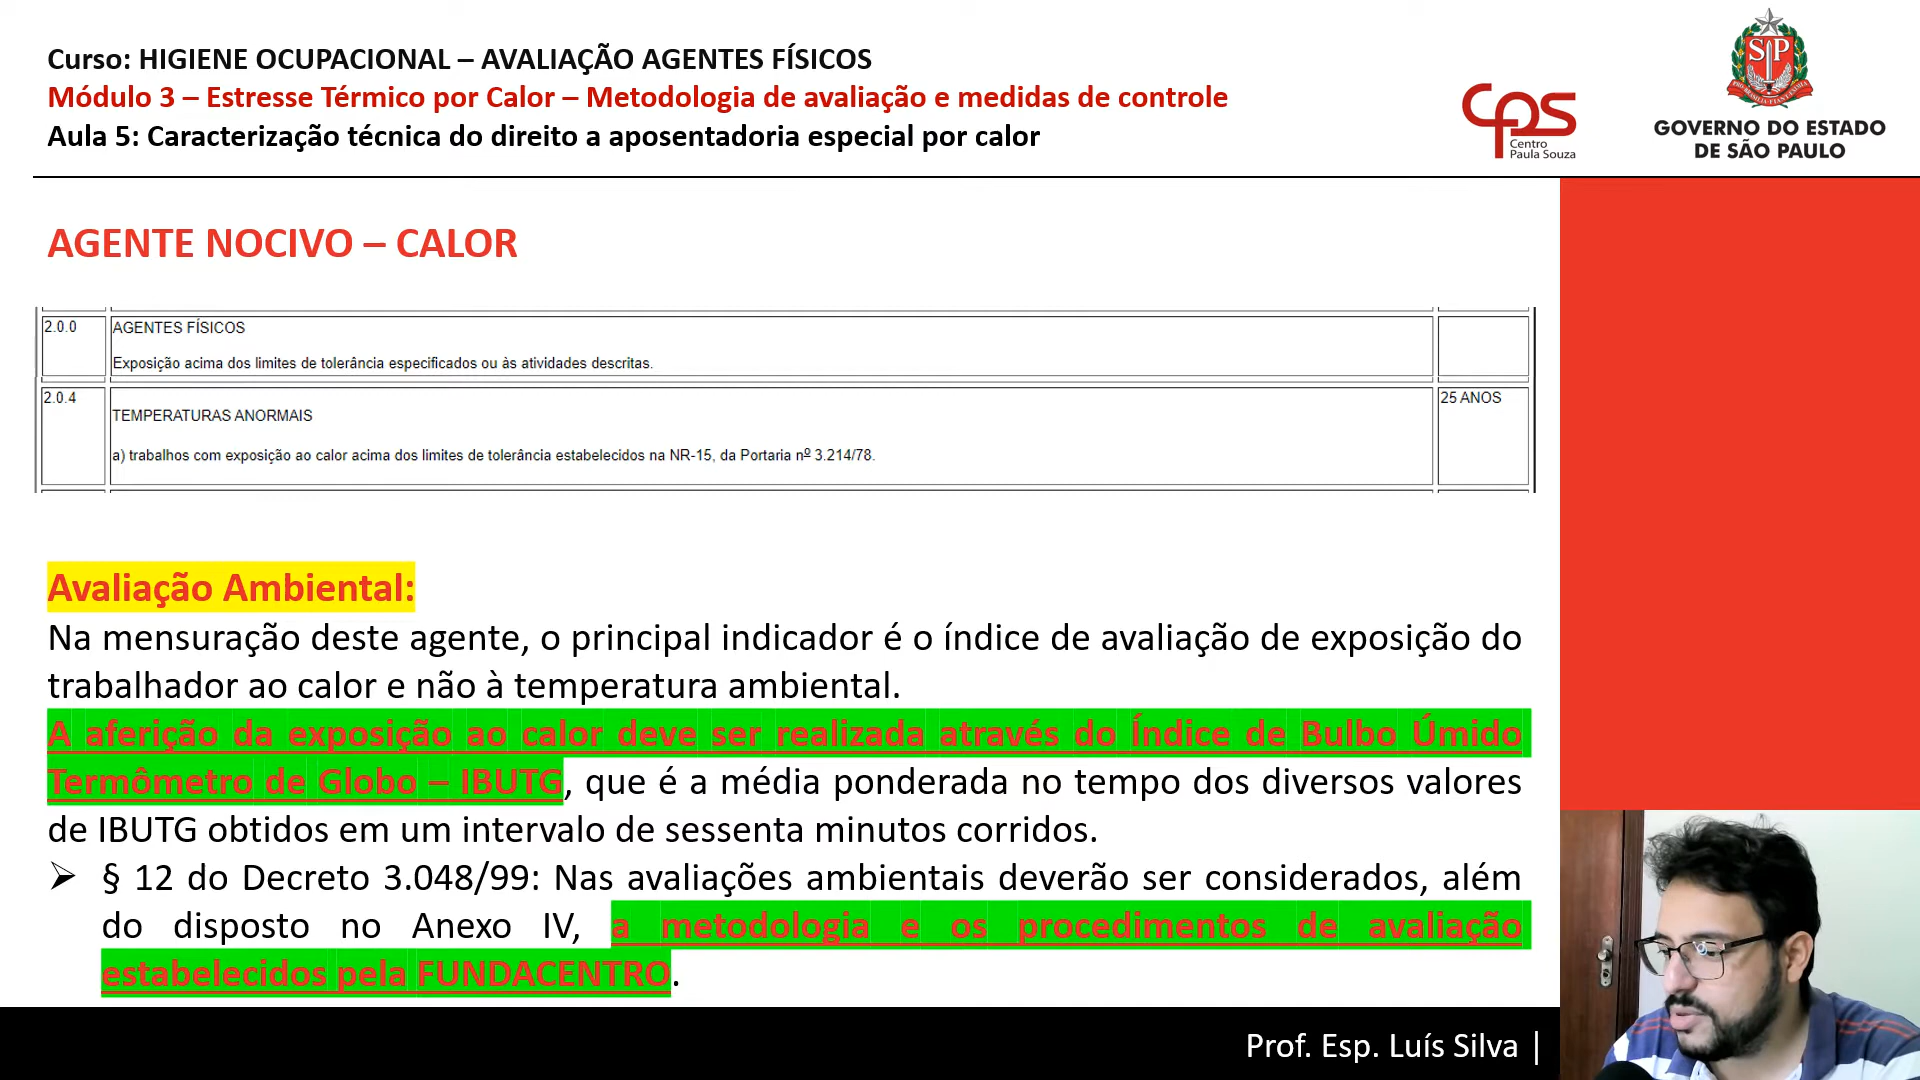 Curso: HIGIENE OCUPACIONAL – AVALIAÇÃO AGENTES FÍSICOS
Módulo 3 – Estresse Térmico por Calor – Metodologia de avaliação e medidas de controle
Aula 5: Caracterização técnica do direito a aposentadoria especial por calor
cps
Centro
Paula Souza
SP
GOVERNO DO ESTADO
DE SÃO PAULO
AGENTE NOCIVO – CALOR
2.0.0 AGENTES FÍSICOS
Exposição acima dos limites de tolerância especificados ou às atividades descritas.
2.0.4 25 ANOS
TEMPERATURAS ANORMAIS
a) trabalhos com exposição ao calor acima dos limites de tolerância estabelecidos na NR-15, da Portaria nº 3.214/78.
Avaliação Ambiental:
Na mensuração deste agente, o principal indicador é o índice de avaliação de exposição do
trabalhador ao calor e não à temperatura ambiental.
A aferição da exposição ao calor deve ser realizada através do Índice de Bulbo Úmido
Termômetro de Globo – IBUTG, que é a média ponderada no tempo dos diversos valores
de IBUTG obtidos em um intervalo de sessenta minutos corridos.
➢ § 12 do Decreto 3.048/99: Nas avaliações ambientais deverão ser considerados, além
do disposto no Anexo IV, a metodologia e os procedimentos de avaliação
estabelecidos pela FUNDACENTRO.
Prof. Esp. Luís Silva |